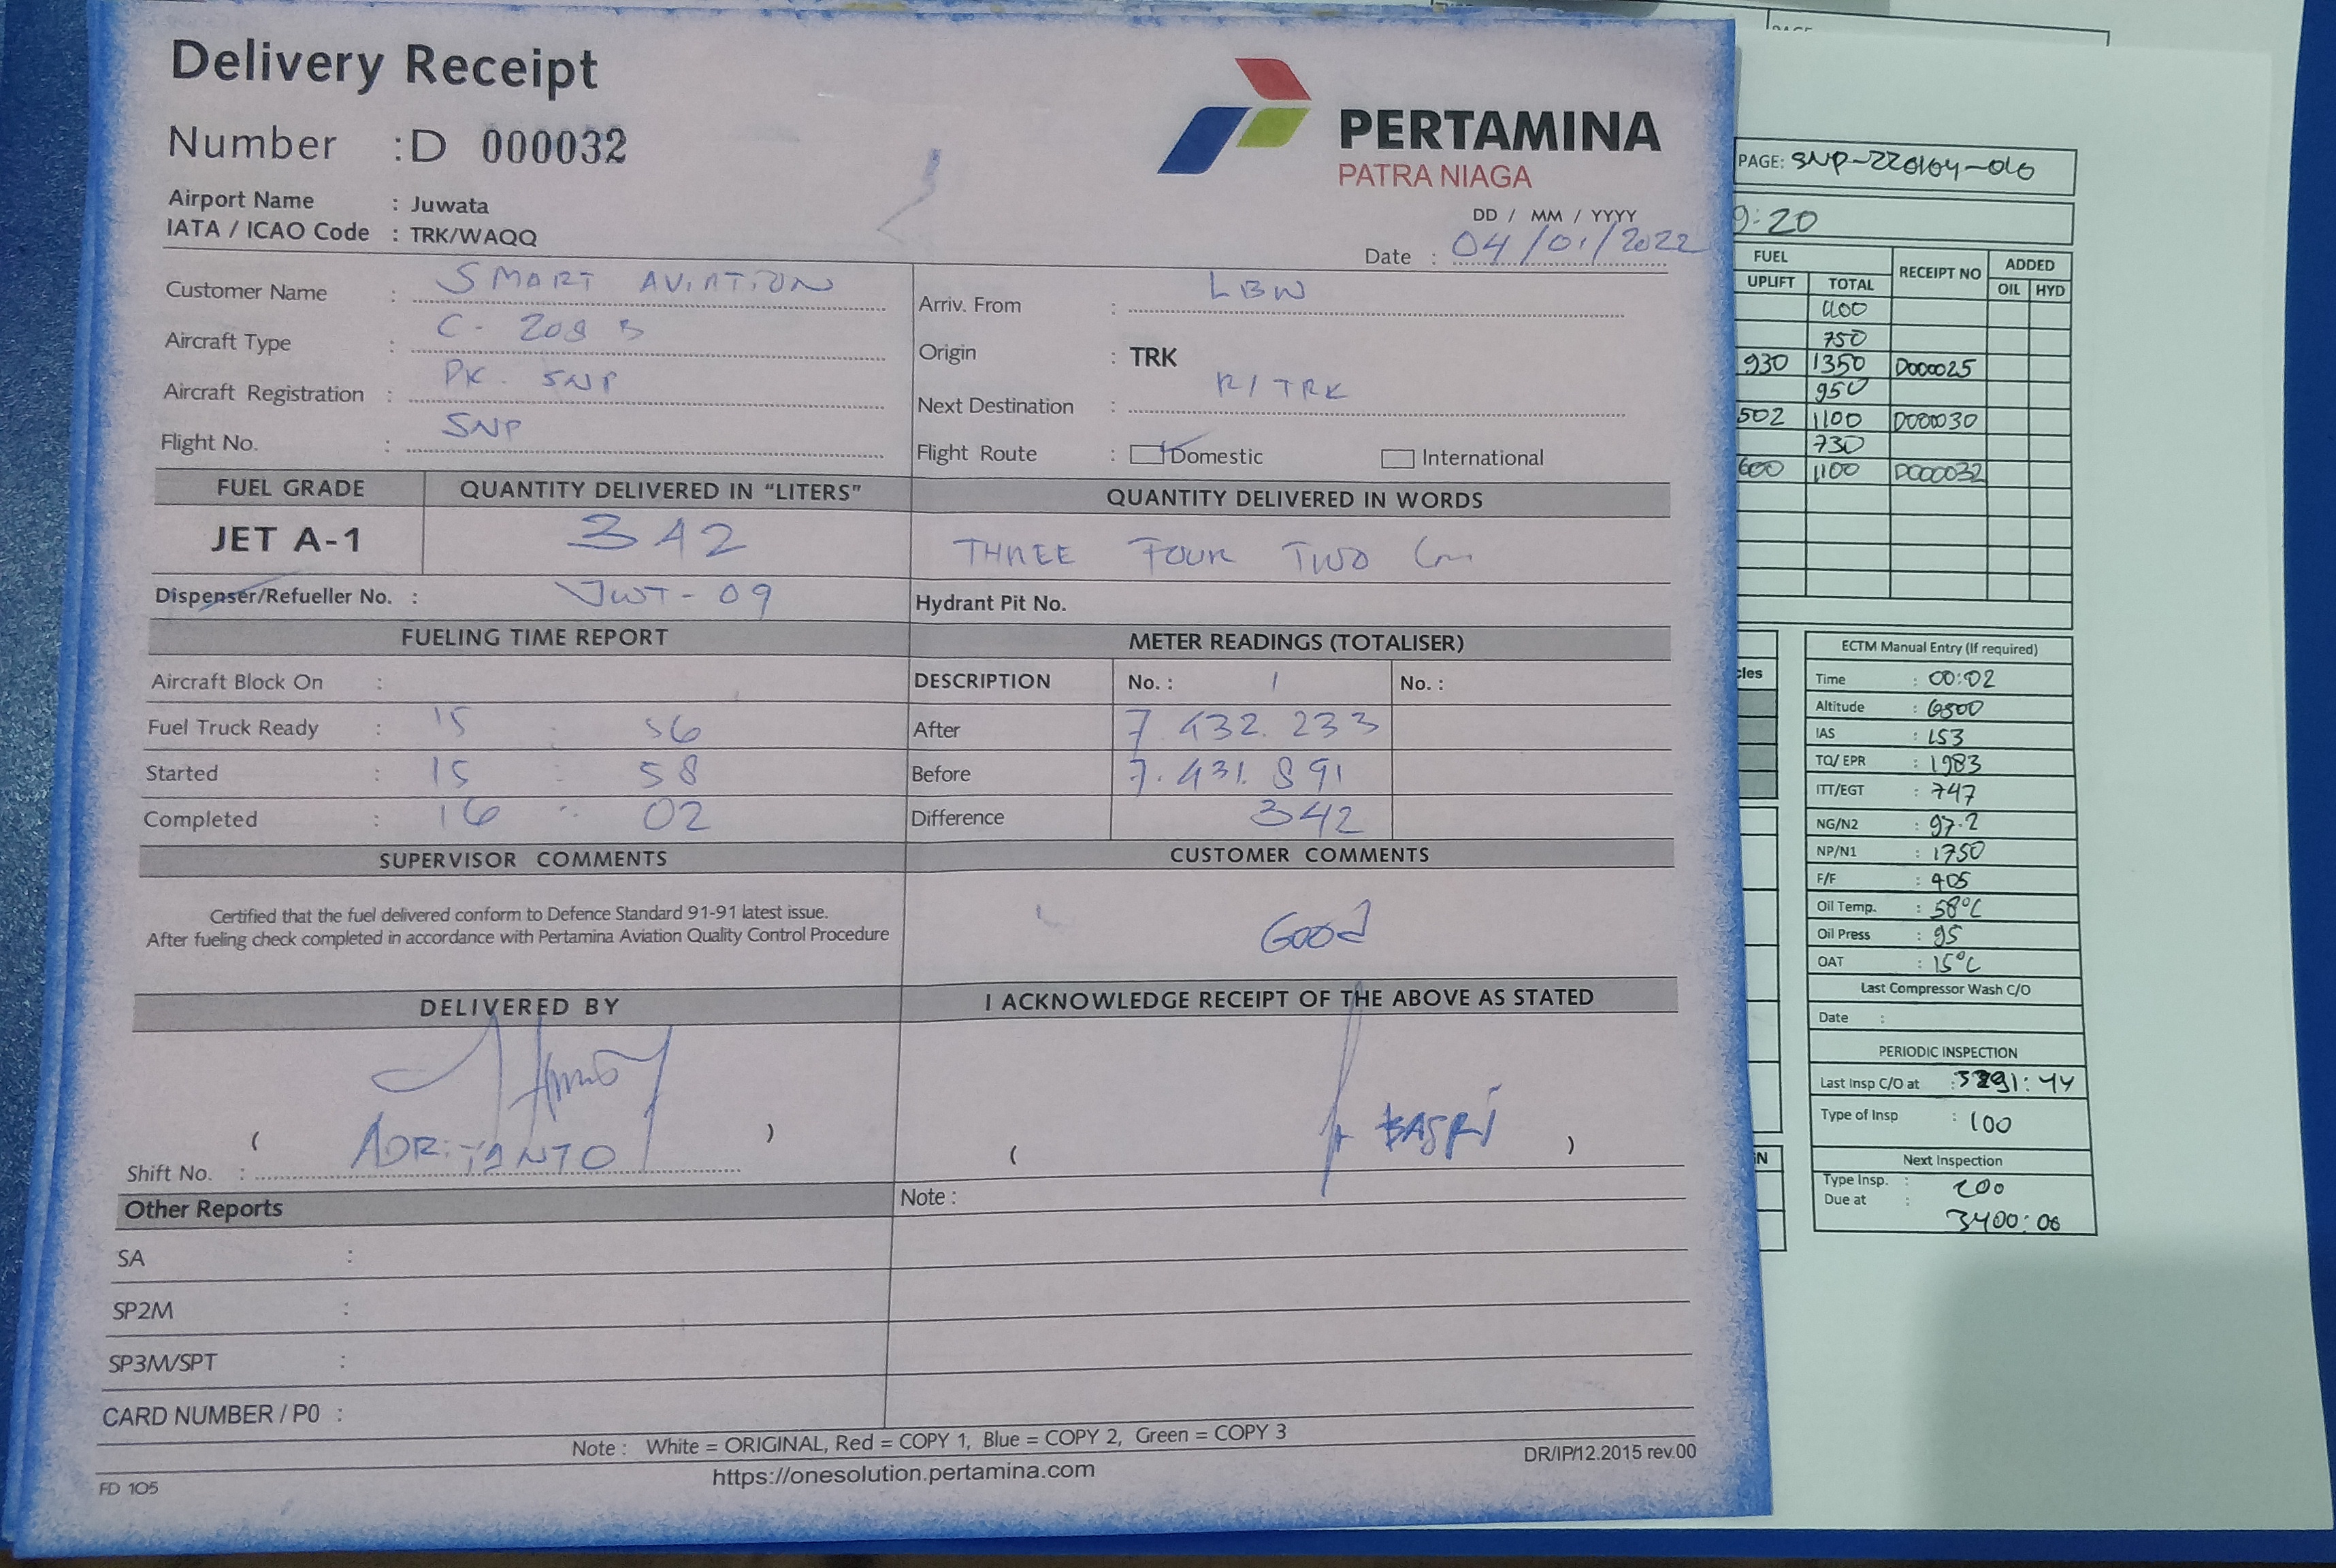 Delivery Receipt
Number : D 000032
PERTAMINA
PATRA NIAGA
Airport Name : Juwata
IATA / ICAO Code : TRK/WAQQ
DD / MM / YYYY
Date : 04/01/2022
Customer Name : SMART AVIATION
Aircraft Type : C- 208 B
Aircraft Registration : PK. SNP
Flight No. : SNP
Arriv. From : LBW
Origin : TRK
Next Destination : R/TRK
Flight Route : Domestic International
FUEL GRADE QUANTITY DELIVERED IN “LITERS” QUANTITY DELIVERED IN WORDS
JET A-1 342 THREE FOUR TWO
Dispenser/Refueller No. : JWT-09 Hydrant Pit No.
FUELING TIME REPORT METER READINGS (TOTALISER)
Aircraft Block On : DESCRIPTION No. : 1 No. :
Fuel Truck Ready : 15 : 56 After 7.432.233
Started : 15 : 58 Before 7.431.891
Completed : 16 : 02 Difference 342
SUPERVISOR COMMENTS CUSTOMER COMMENTS
Certified that the fuel delivered conform to Defence Standard 91-91 latest issue.
After fueling check completed in accordance with Pertamina Aviation Quality Control Procedure
Good
DELIVERED BY I ACKNOWLEDGE RECEIPT OF THE ABOVE AS STATED
( ADRIYANTO ) ( BASRI )
Shift No. :
Other Reports Note :
SA :
SP2M :
SP3M/SPT :
CARD NUMBER / P0 :
Note : White = ORIGINAL, Red = COPY 1, Blue = COPY 2, Green = COPY 3
https://onesolution.pertamina.com
FD 105
DR/IP/12.2015 rev.00
PAGE: SNP-220104-06
9:20
FUEL RECEIPT NO ADDED
UPLIFT TOTAL OIL HYD
1100
750
930 1350 D000025
950
502 1100 D000030
730
600 1100 D000032
ECTM Manual Entry (If required)
Time : 00:02
Altitude : 6500
IAS : 153
TQ/ EPR : 1983
ITT/EGT : 747
NG/N2 : 97.2
NP/N1 : 1750
F/F : 405
Oil Temp. : 58°C
Oil Press : 95
OAT : 15°C
Last Compressor Wash C/O
Date :
PERIODIC INSPECTION
Last Insp C/O at : 3291:44
Type of Insp : 100
Next Inspection
Type Insp. : 200
Due at : 3400:06